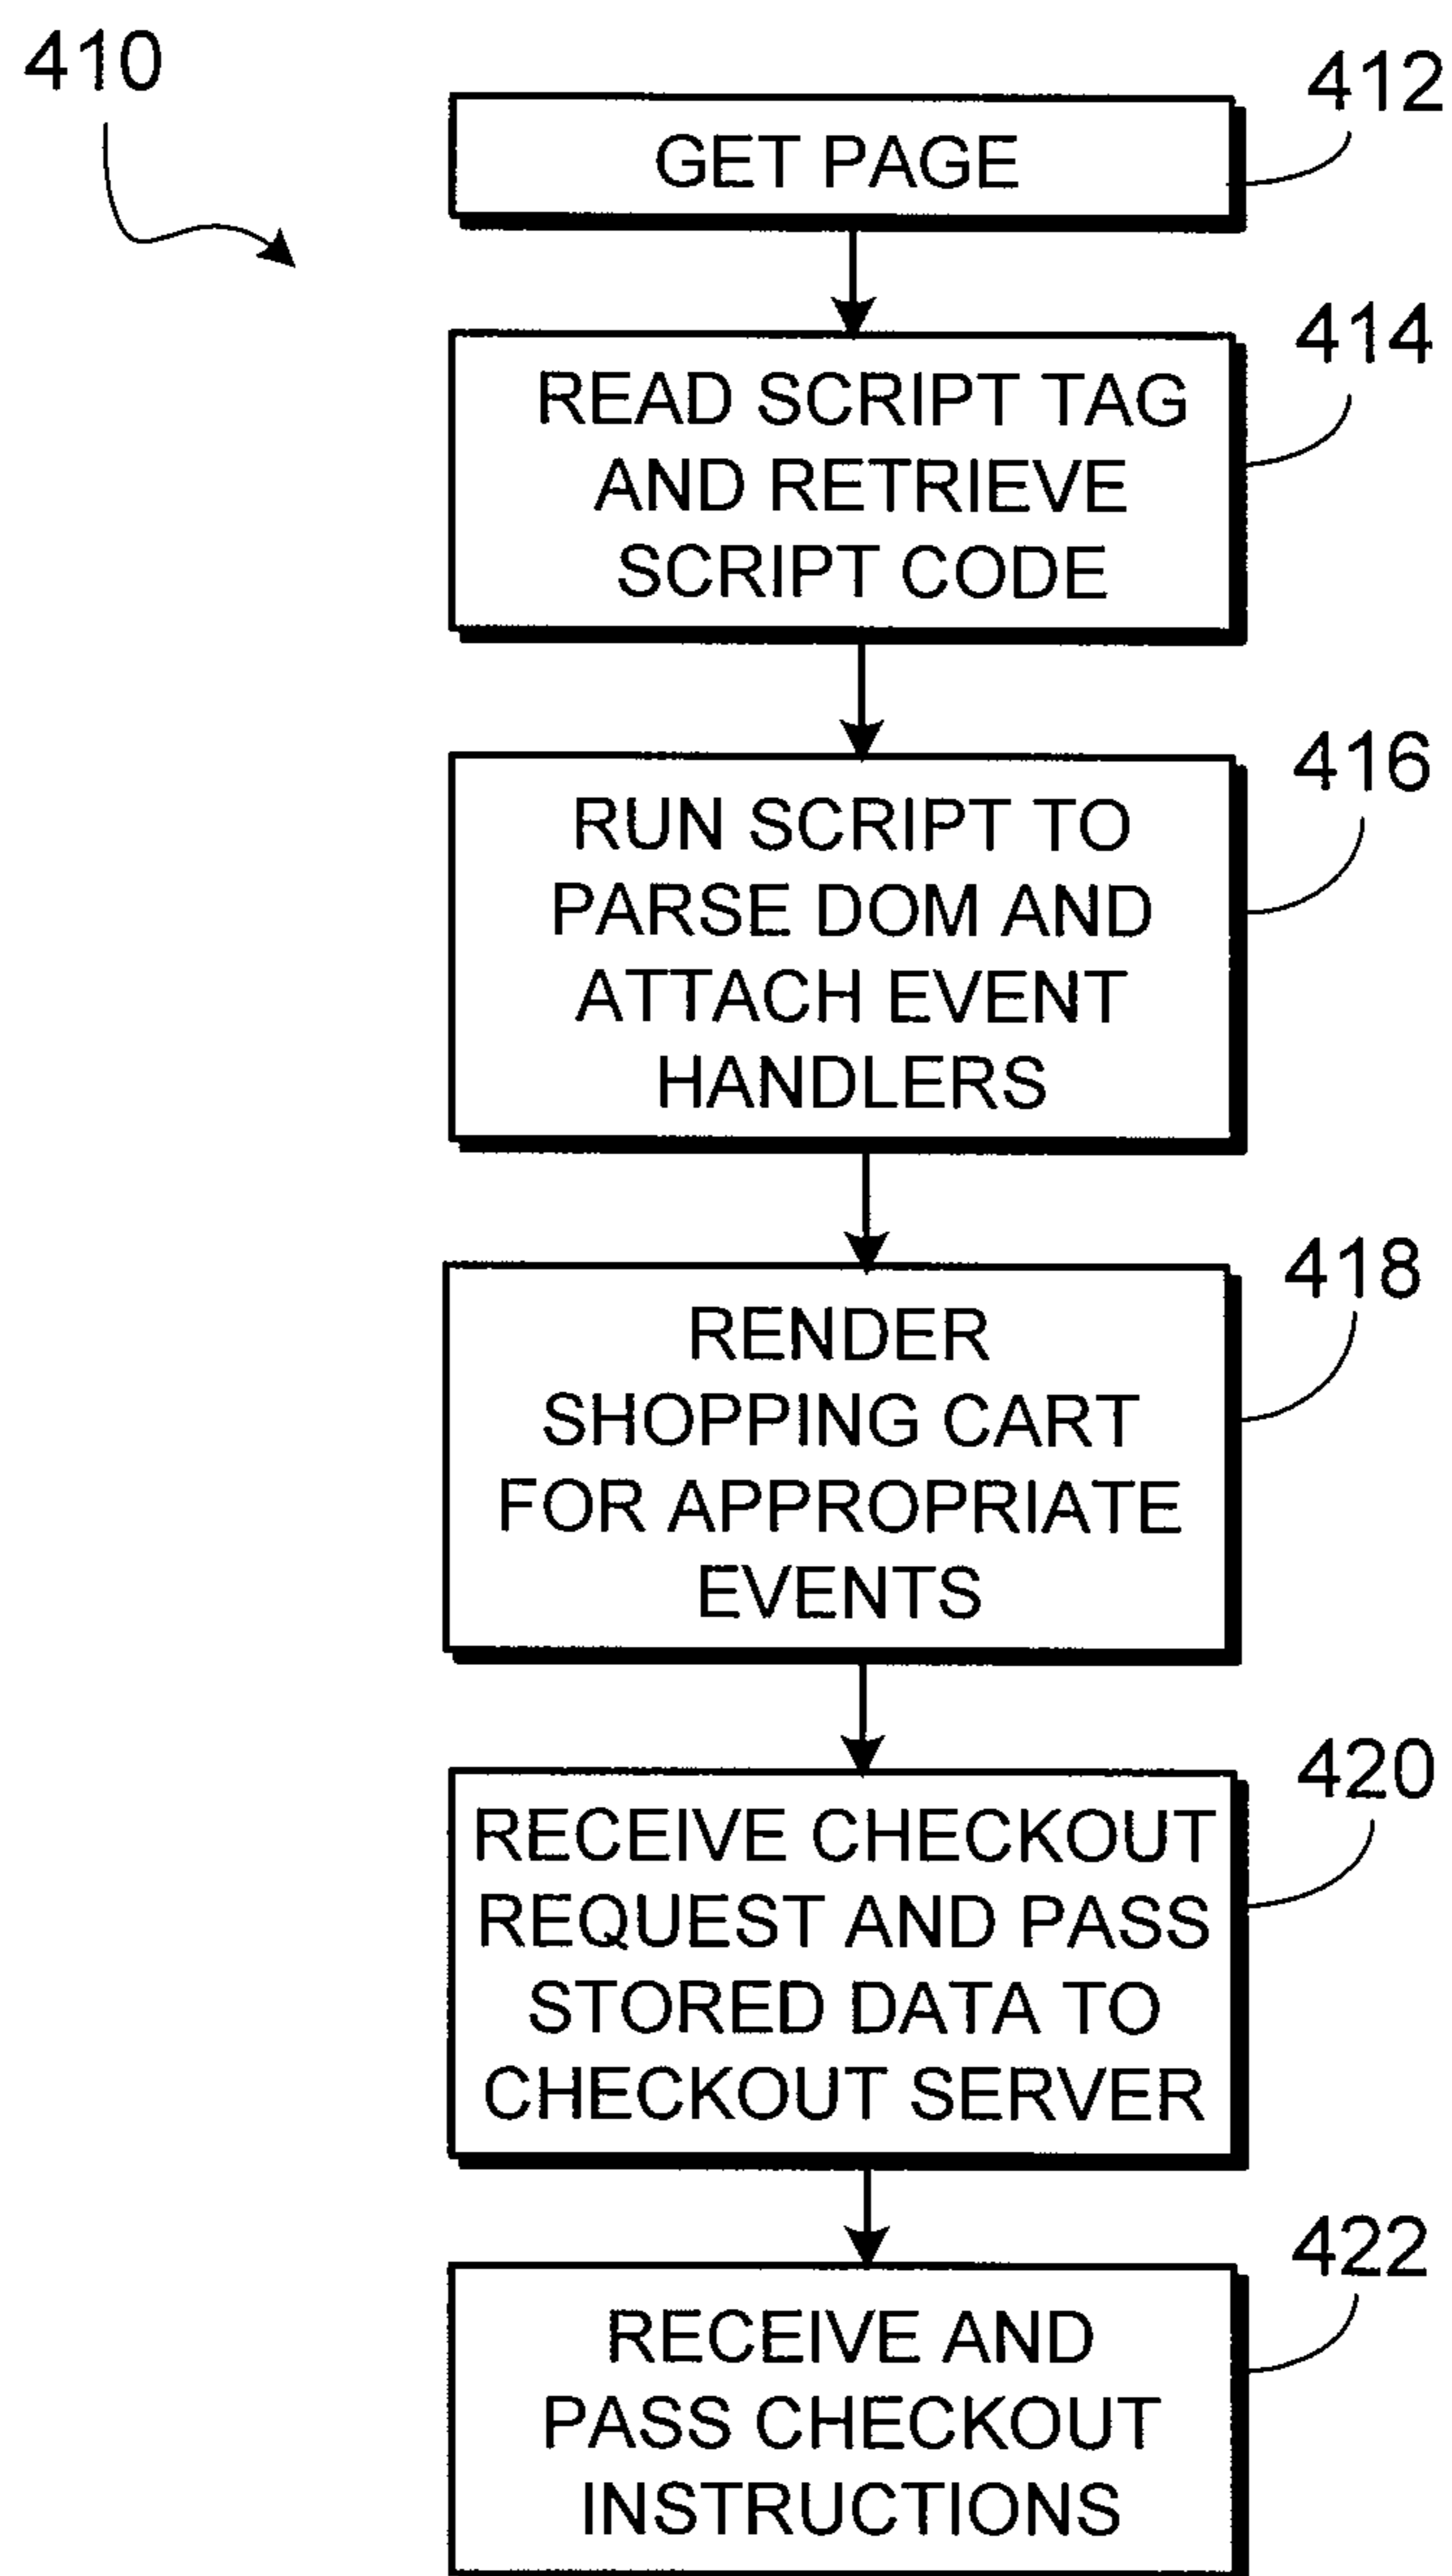 410
412
GET PAGE
414
READ SCRIPT TAG
AND RETRIEVE
SCRIPT CODE
416
RUN SCRIPT TO
PARSE DOM AND
ATTACH EVENT
HANDLERS
418
RENDER
SHOPPING CART
FOR APPROPRIATE
EVENTS
420
RECEIVE CHECKOUT
REQUEST AND PASS
STORED DATA TO
CHECKOUT SERVER
422
RECEIVE AND
PASS CHECKOUT
INSTRUCTIONS